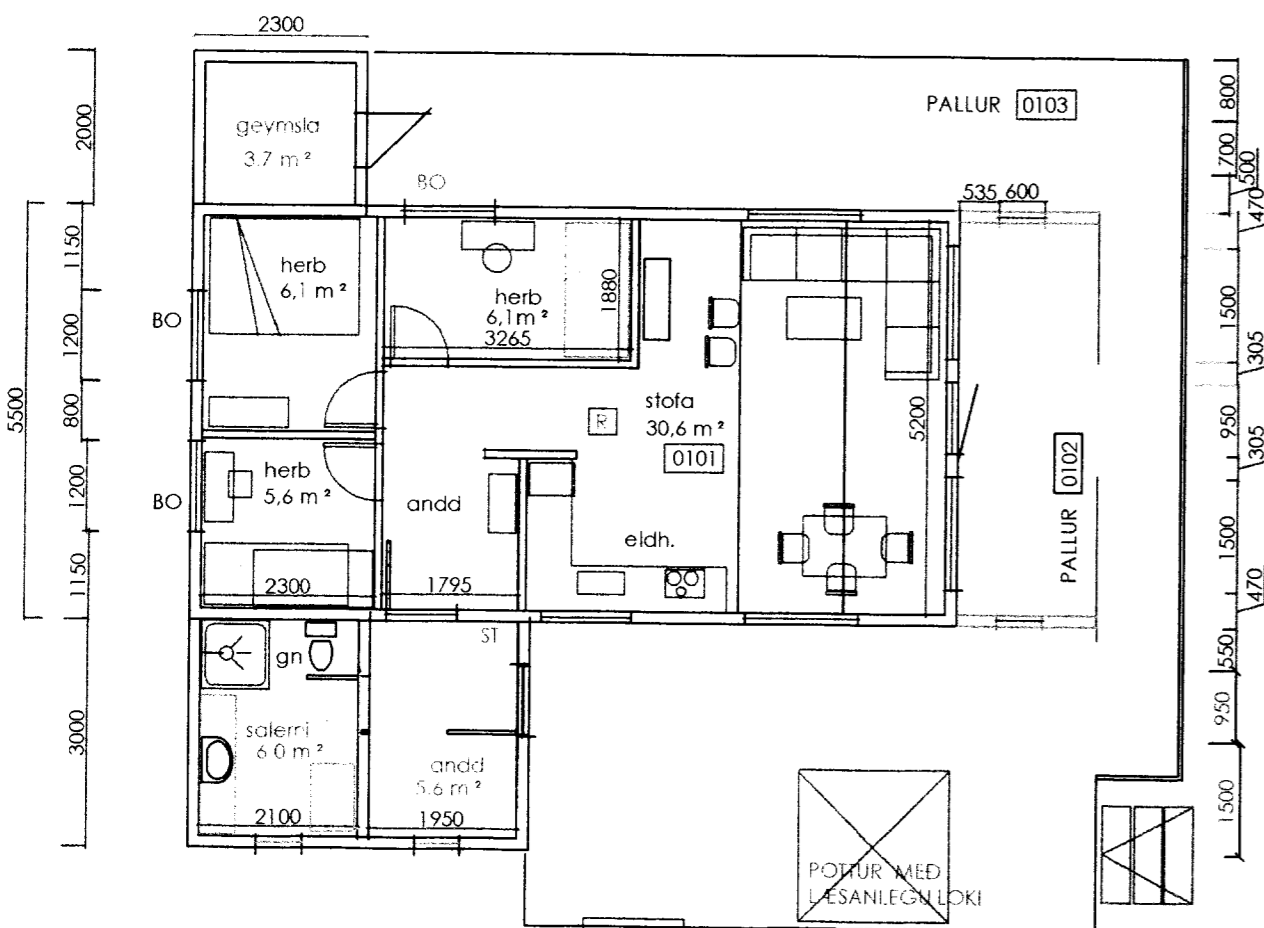 2300
2000
geymsla
3.7 m²
BO
PALLUR 0103
800
700
500
470
535 600
5500
1150
1200
800
1200
1150
3000
BO
BO
herb
6,1 m²
herb
6,1m²
3265
1880
stofa
30,6 m²
0101
R
5200
herb
5,6 m²
2300
andd
1795
eldh.
PALLUR 0102
1500
305
950
305
1500
470
550
950
1500
ST
gn
salerni
6.0 m²
2100
andd
5.6 m²
1950
POTTUR MEÐ
LÆSANLEGU LOKI